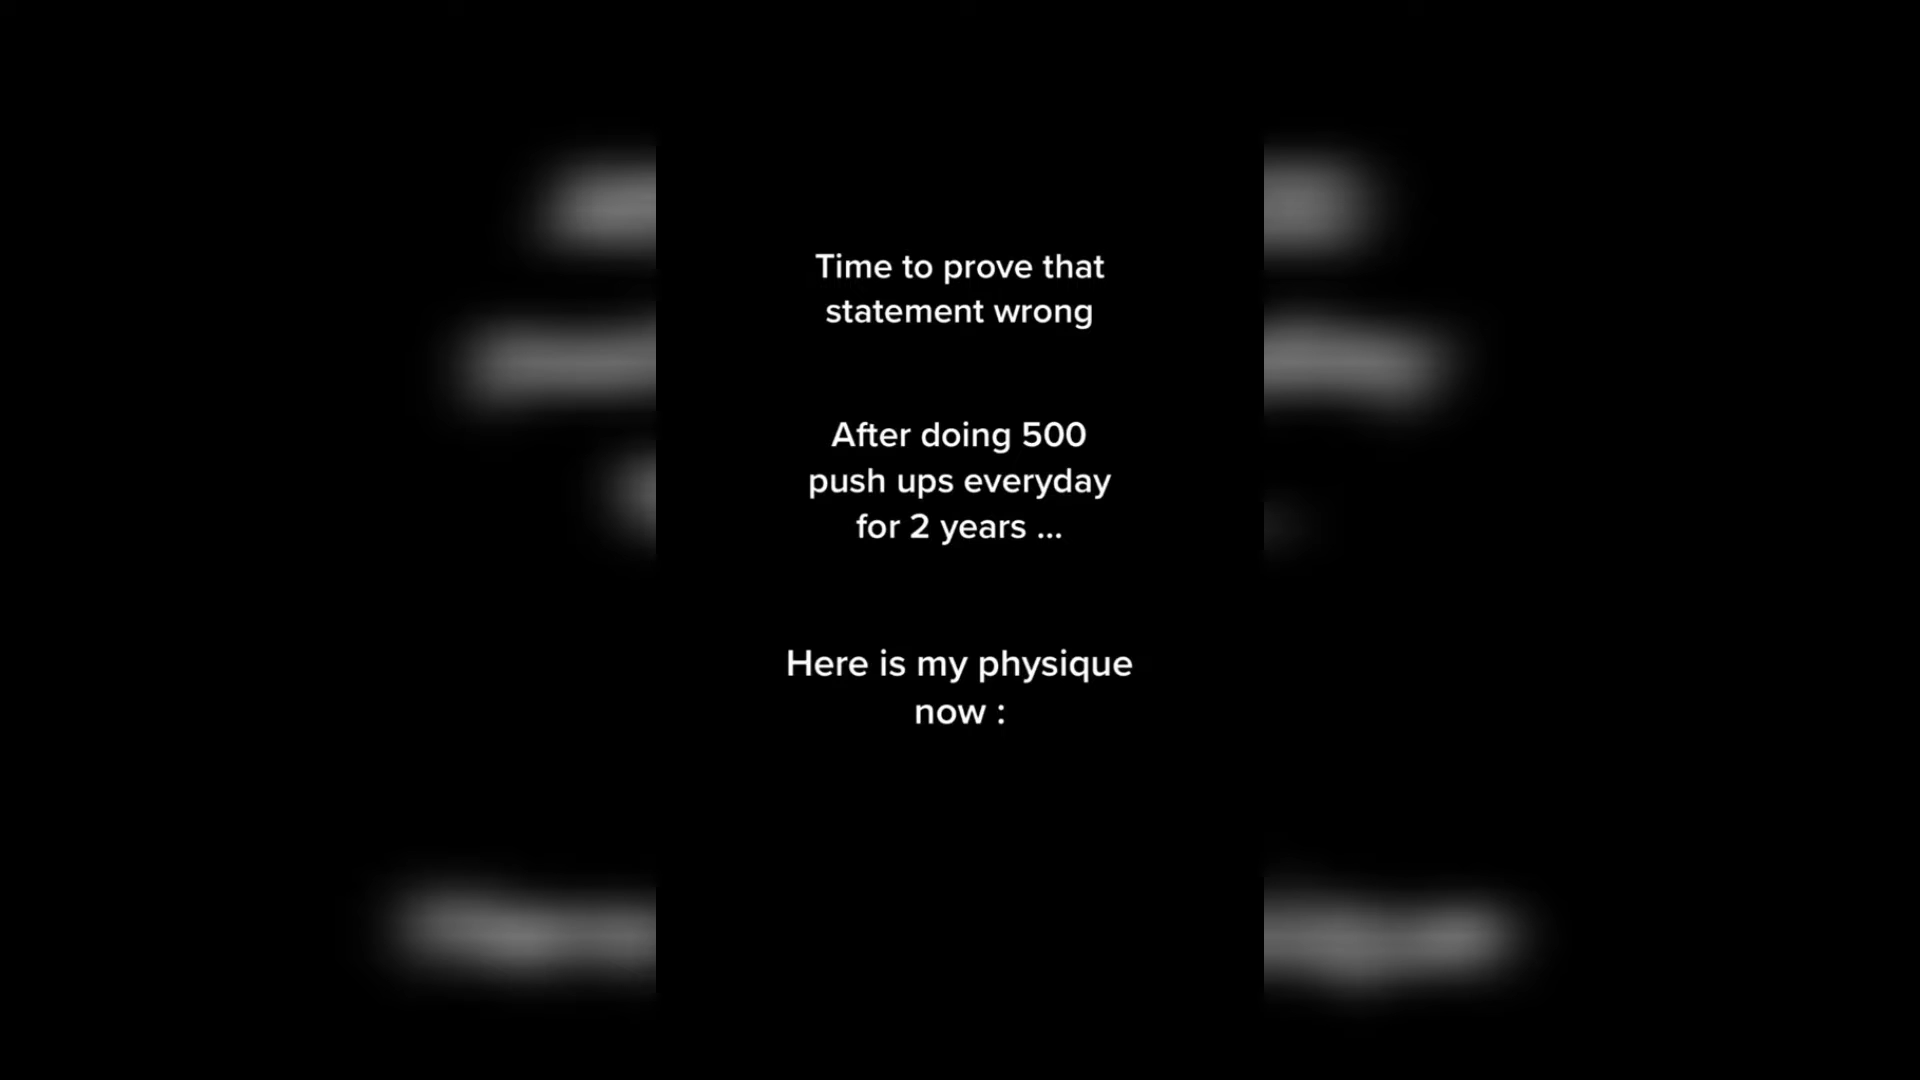 Time to prove that
statement wrong
After doing 500
push ups everyday
for 2 years ...
Here is my physique
now :